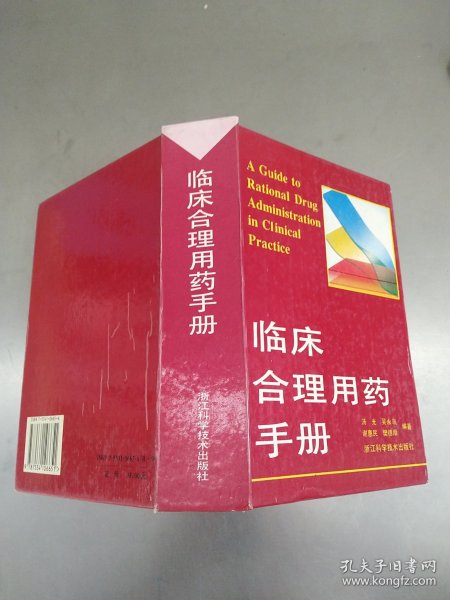 临床合理用药手册
浙江科学技术出版社
A Guide to
Rational Drug
Administration
in Clinical
Practice
临床
合理用药
手册
编著
浙江科学技术出版社
孔夫子旧书网
www.kongfz.com